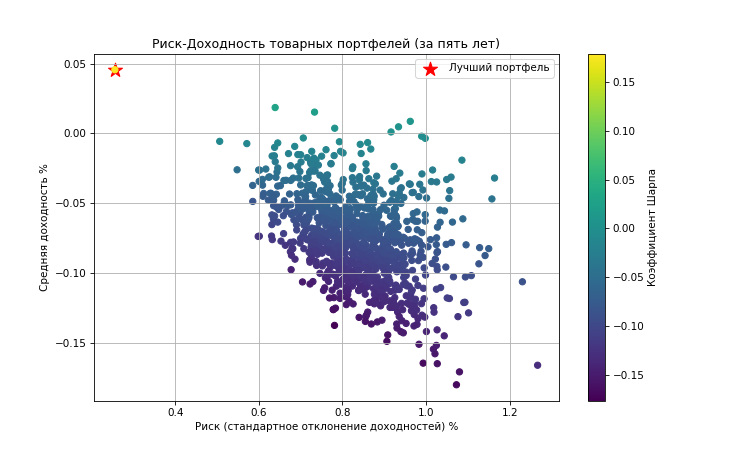 Риск-Доходность товарных портфелей (за пять лет)
Лучший портфель
Средняя доходность %
0.05
0.00
−0.05
−0.10
−0.15
0.4 0.6 0.8 1.0 1.2
Риск (стандартное отклонение доходностей) %
0.15
0.10
0.05
0.00
−0.05
−0.10
−0.15
Коэффициент Шарпа